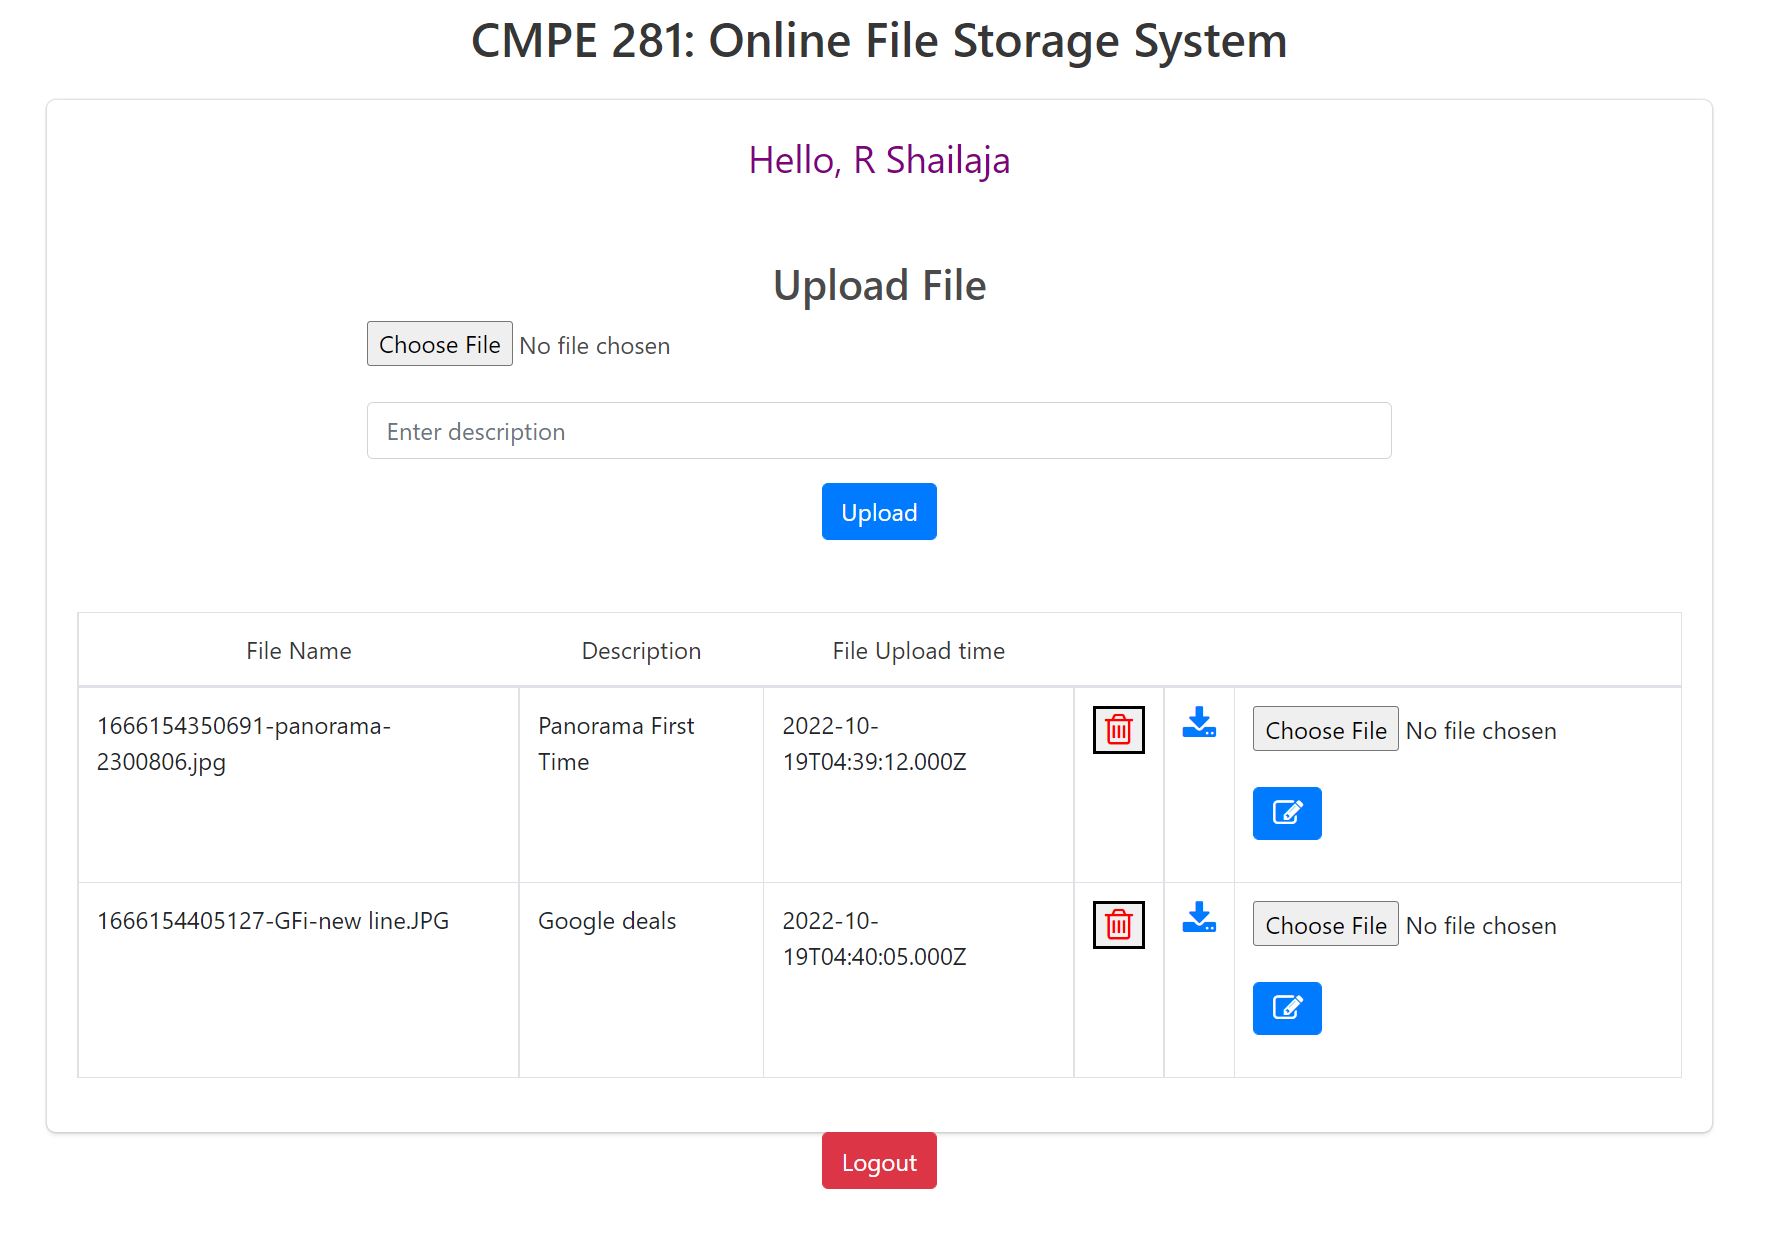 CMPE 281: Online File Storage System
Hello, R Shailaja
Upload File
Choose File No file chosen
Enter description
Upload
File Name Description File Upload time
1666154350691-panorama-
2300806.jpg
Panorama First
Time
2022-10-
19T04:39:12.000Z
Choose File No file chosen
1666154405127-GFi-new line.JPG
Google deals
2022-10-
19T04:40:05.000Z
Choose File No file chosen
Logout